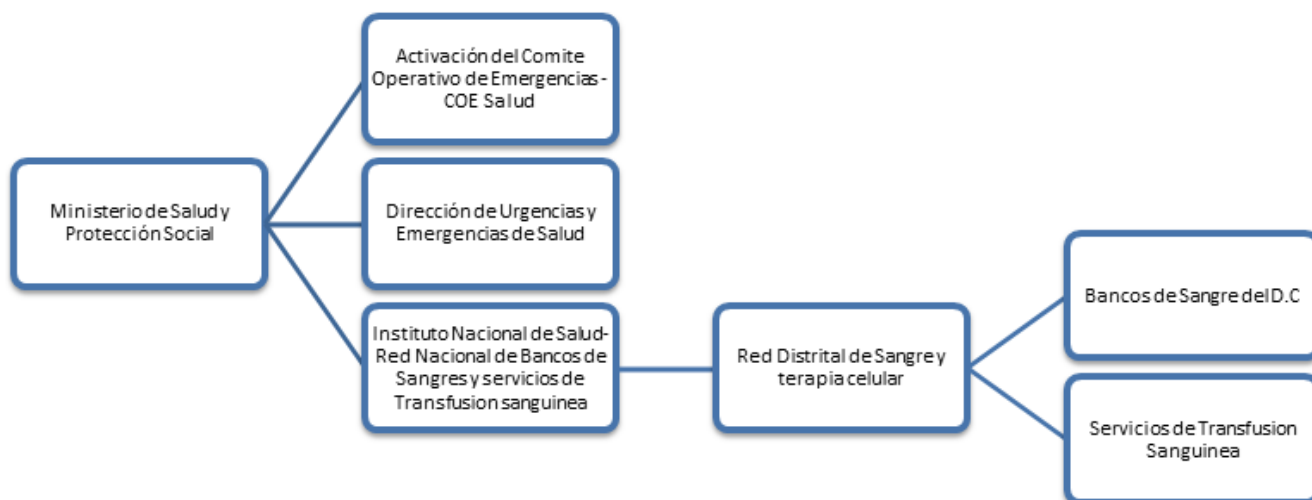 Activación del Comite
Operativo de Emergencias-
COE Salud
Ministerio de Salud y
Protección Social
Dirección de Urgencias y
Emergencias de Salud
Instituto Nacional de Salud-
Red Nacional de Bancos de
Sangres y servicios de
Transfusion sanguinea
Red Distrital de Sangre y
terapia celular
Bancos de Sangre del D.C
Servicios de Transfusion
Sanguinea